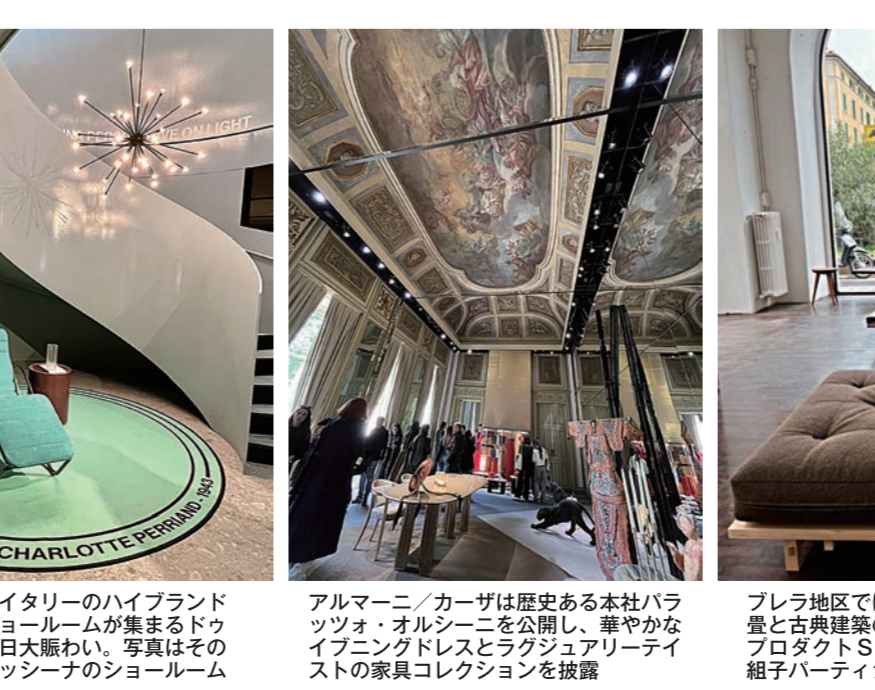 VE ON LIGHT
CHARLOTTE PERRIAND - 1943
イタリーのハイブランド
ョールームが集まるドゥ
日大賑わい。写真はその
ッシーナのショールーム
アルマーニ／カーザは歴史ある本社パラ
ッツォ・オルシーニを公開し、華やかな
イブニングドレスとラグジュアリーテイ
ストの家具コレクションを披露
ブレラ地区で
畳と古典建築
プロダクトS
組子パーティ